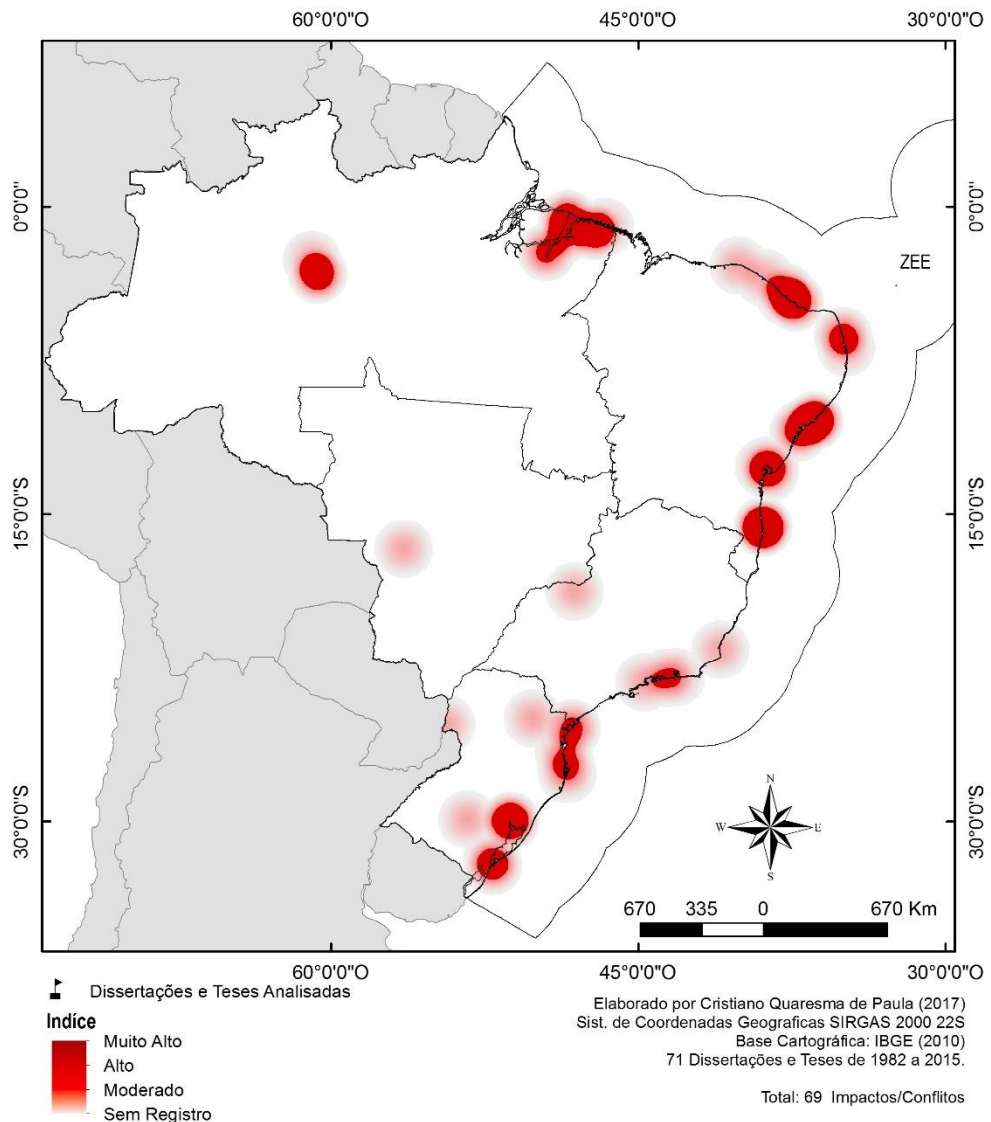 60°0'0"O 45°0'0"O 30°0'0"O
0°0'0" 0°0'0"
ZEE
15°0'0"S 15°0'0"S
30°0'0"S 30°0'0"S
N
W E
S
670 335 0 670 Km
60°0'0"O 45°0'0"O 30°0'0"O
Dissertações e Teses Analisadas
Indíce
Muito Alto
Alto
Moderado
Sem Registro
Elaborado por Cristiano Quaresma de Paula (2017)
Sist. de Coordenadas Geograficas SIRGAS 2000 22S
Base Cartográfica: IBGE (2010)
71 Dissertações e Teses de 1982 a 2015.
Total: 69 Impactos/Conflitos